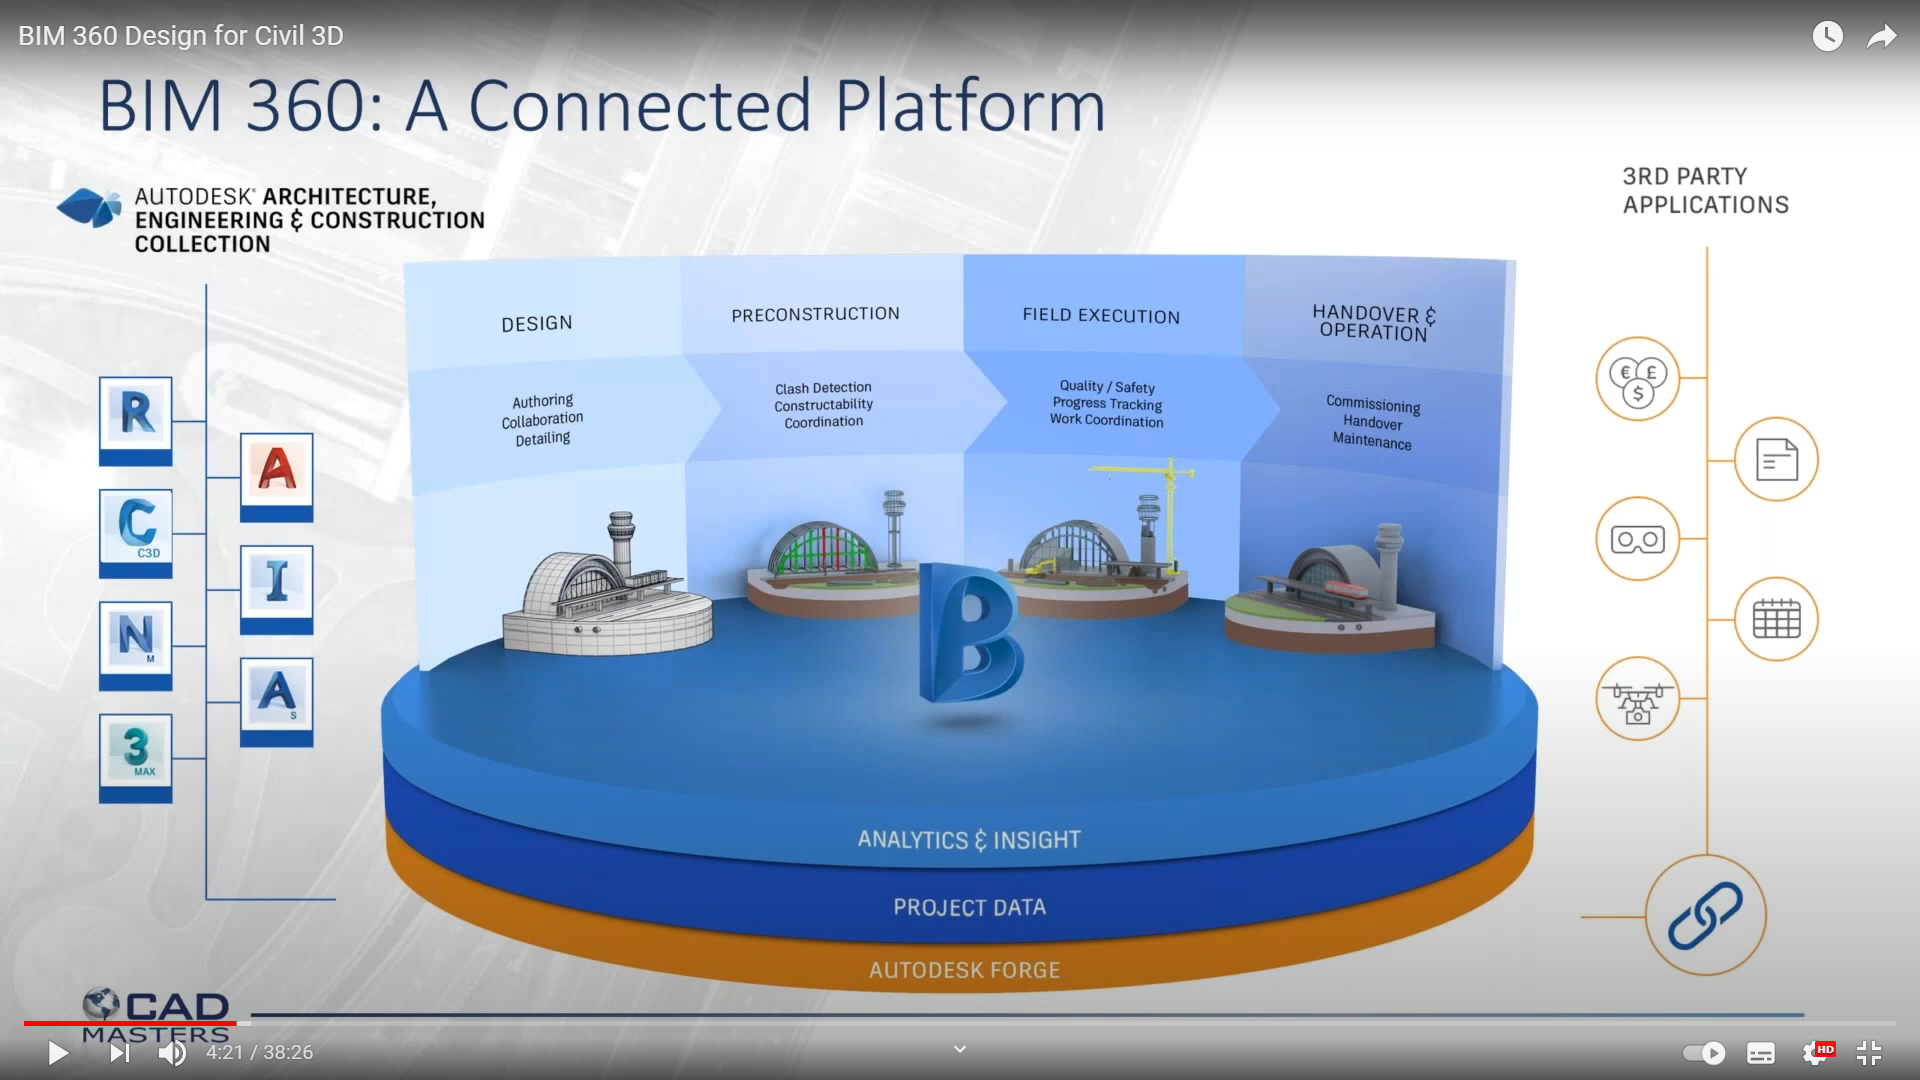 BIM 360 Design for Civil 3D
BIM 360: A Connected Platform
AUTODESK® ARCHITECTURE,
ENGINEERING & CONSTRUCTION
COLLECTION
3RD PARTY
APPLICATIONS
DESIGN
Authoring
Collaboration
Detailing
PRECONSTRUCTION
Clash Detection
Constructability
Coordination
FIELD EXECUTION
Quality / Safety
Progress Tracking
Work Coordination
HANDOVER &
OPERATION
Commissioning
Handover
Maintenance
R
A
C
C3D
I
N
M
A
S
3
MAX
€ £
$
B
ANALYTICS & INSIGHT
PROJECT DATA
AUTODESK FORGE
CAD
MASTERS
4:21 / 38:26
HD